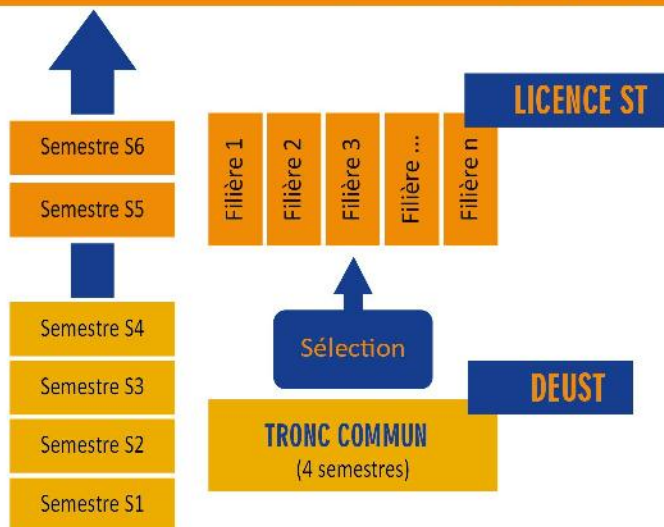 LICENCE ST
Semestre S6
Semestre S5
Filière 1
Filière 2
Filière 3
Filière ...
Filière n
Semestre S4
Semestre S3
Semestre S2
Semestre S1
Sélection
DEUST
TRONC COMMUN
(4 semestres)